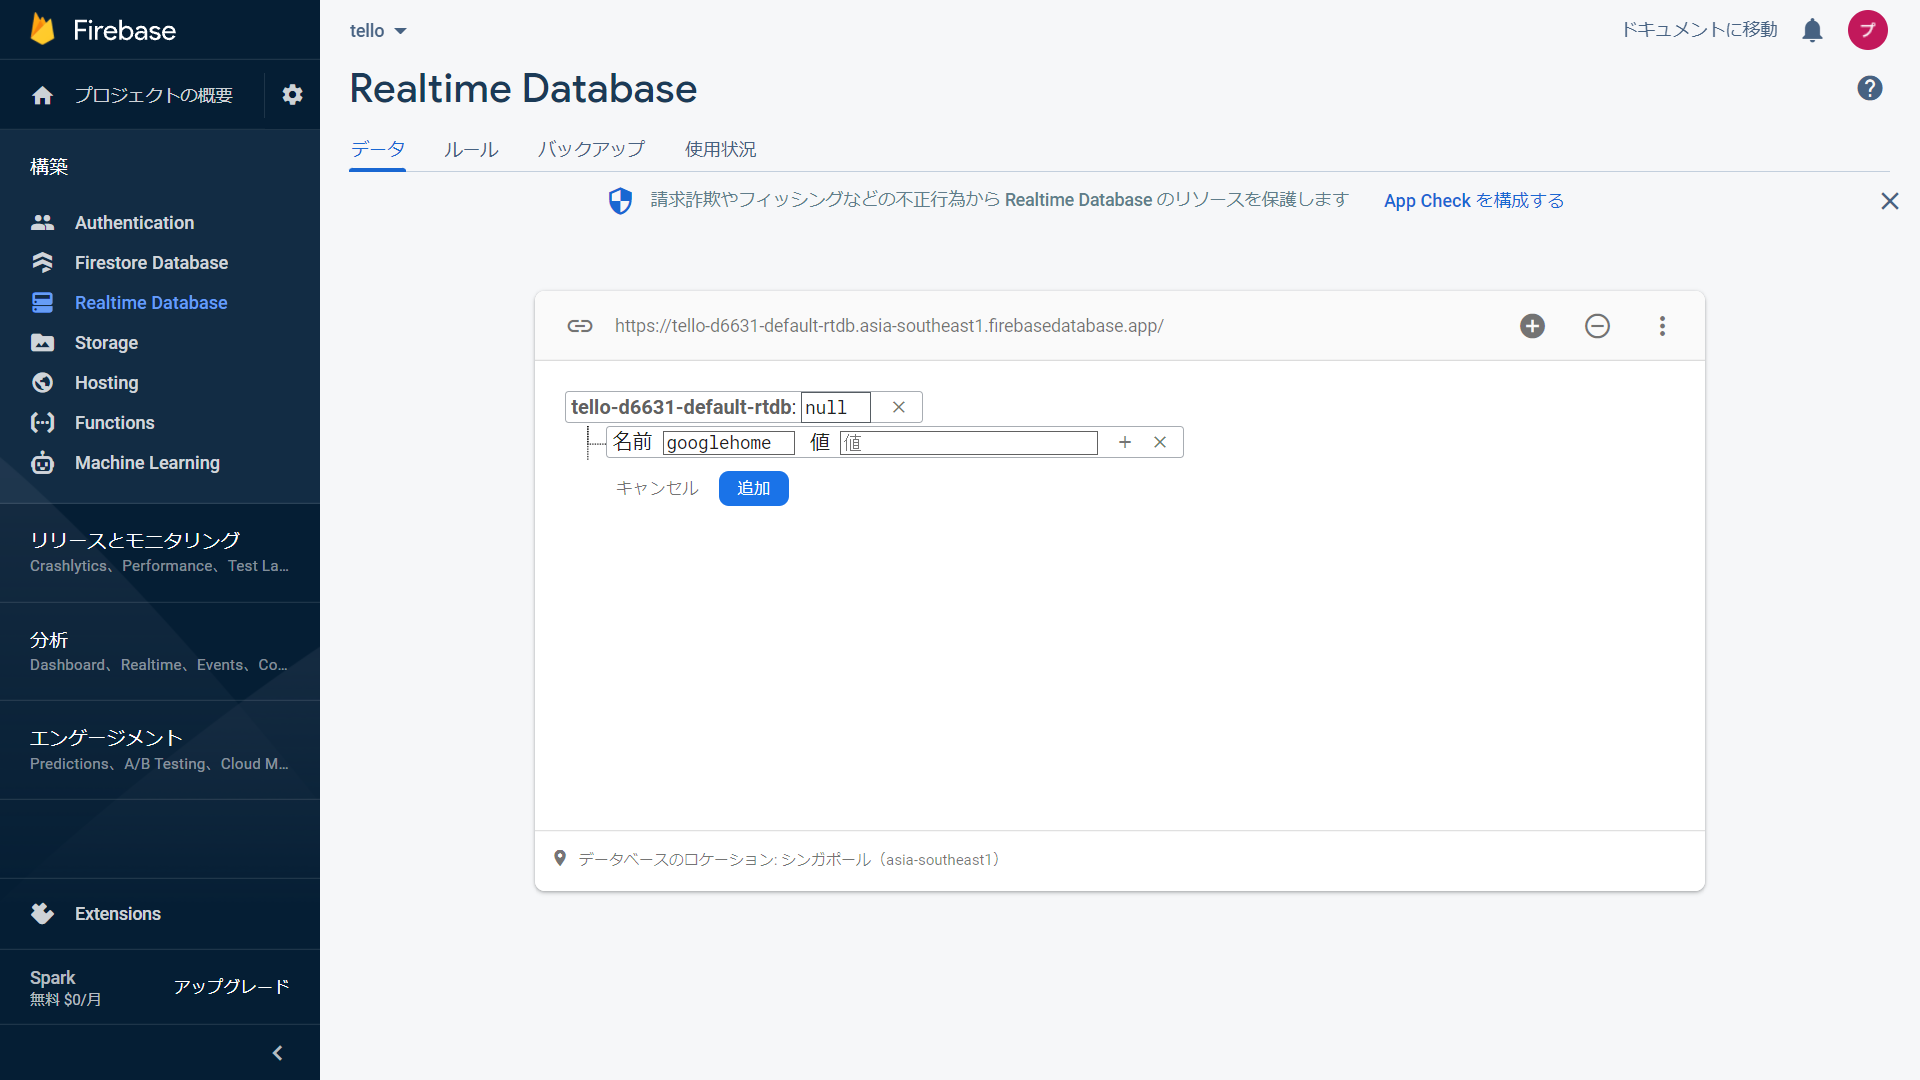 Firebase
プロジェクトの概要
構築
Authentication
Firestore Database
Realtime Database
Storage
Hosting
Functions
Machine Learning
リリースとモニタリング
Crashlytics、Performance、Test La...
分析
Dashboard、Realtime、Events、Co...
エンゲージメント
Predictions、A/B Testing、Cloud M...
Extensions
Spark
無料 $0/月
アップグレード
tello
ドキュメントに移動
プ
Realtime Database
データ ルール バックアップ 使用状況
請求詐欺やフィッシングなどの不正行為から Realtime Database のリソースを保護します App Check を構成する
https://tello-d6631-default-rtdb.asia-southeast1.firebasedatabase.app/
tello-d6631-default-rtdb: null
名前 googlehome 値 値
キャンセル 追加
データベースのロケーション: シンガポール（asia-southeast1）